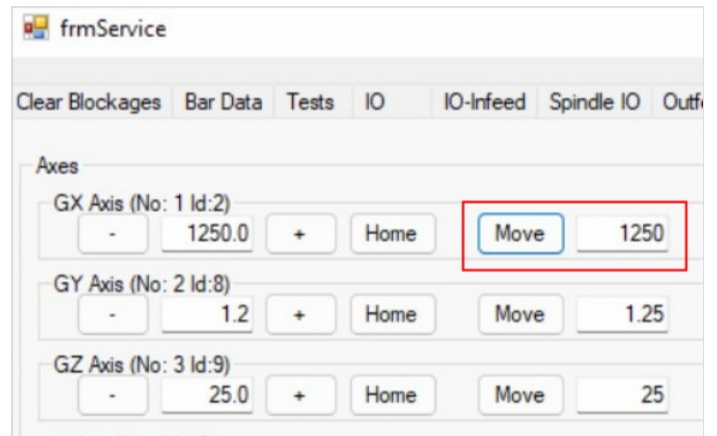 frmService
Clear Blockages Bar Data Tests IO IO-Infeed Spindle IO
Axes
GX Axis (No: 1 Id:2)
- 1250.0 + Home Move 1250
GY Axis (No: 2 Id:8)
- 1.2 + Home Move 1.25
GZ Axis (No: 3 Id:9)
- 25.0 + Home Move 25